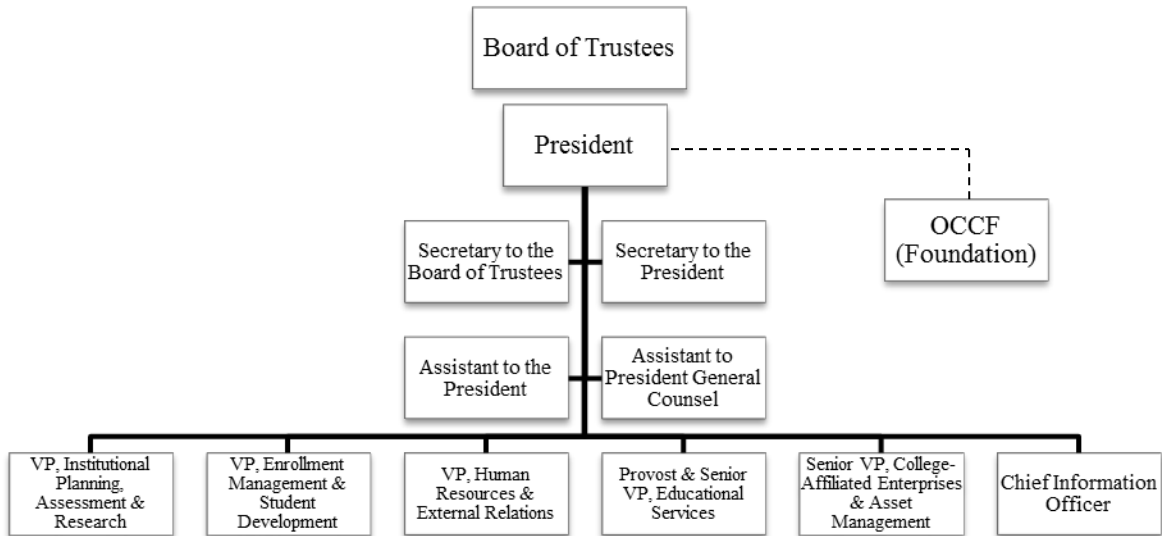 Board of Trustees
President
OCCF
(Foundation)
Secretary to the
Board of Trustees
Secretary to the
President
Assistant to the
President
Assistant to
President General
Counsel
VP, Institutional
Planning,
Assessment &
Research
VP, Enrollment
Management &
Student
Development
VP, Human
Resources &
External Relations
Provost & Senior
VP, Educational
Services
Senior VP, College-
Affiliated Enterprises
& Asset
Management
Chief Information
Officer